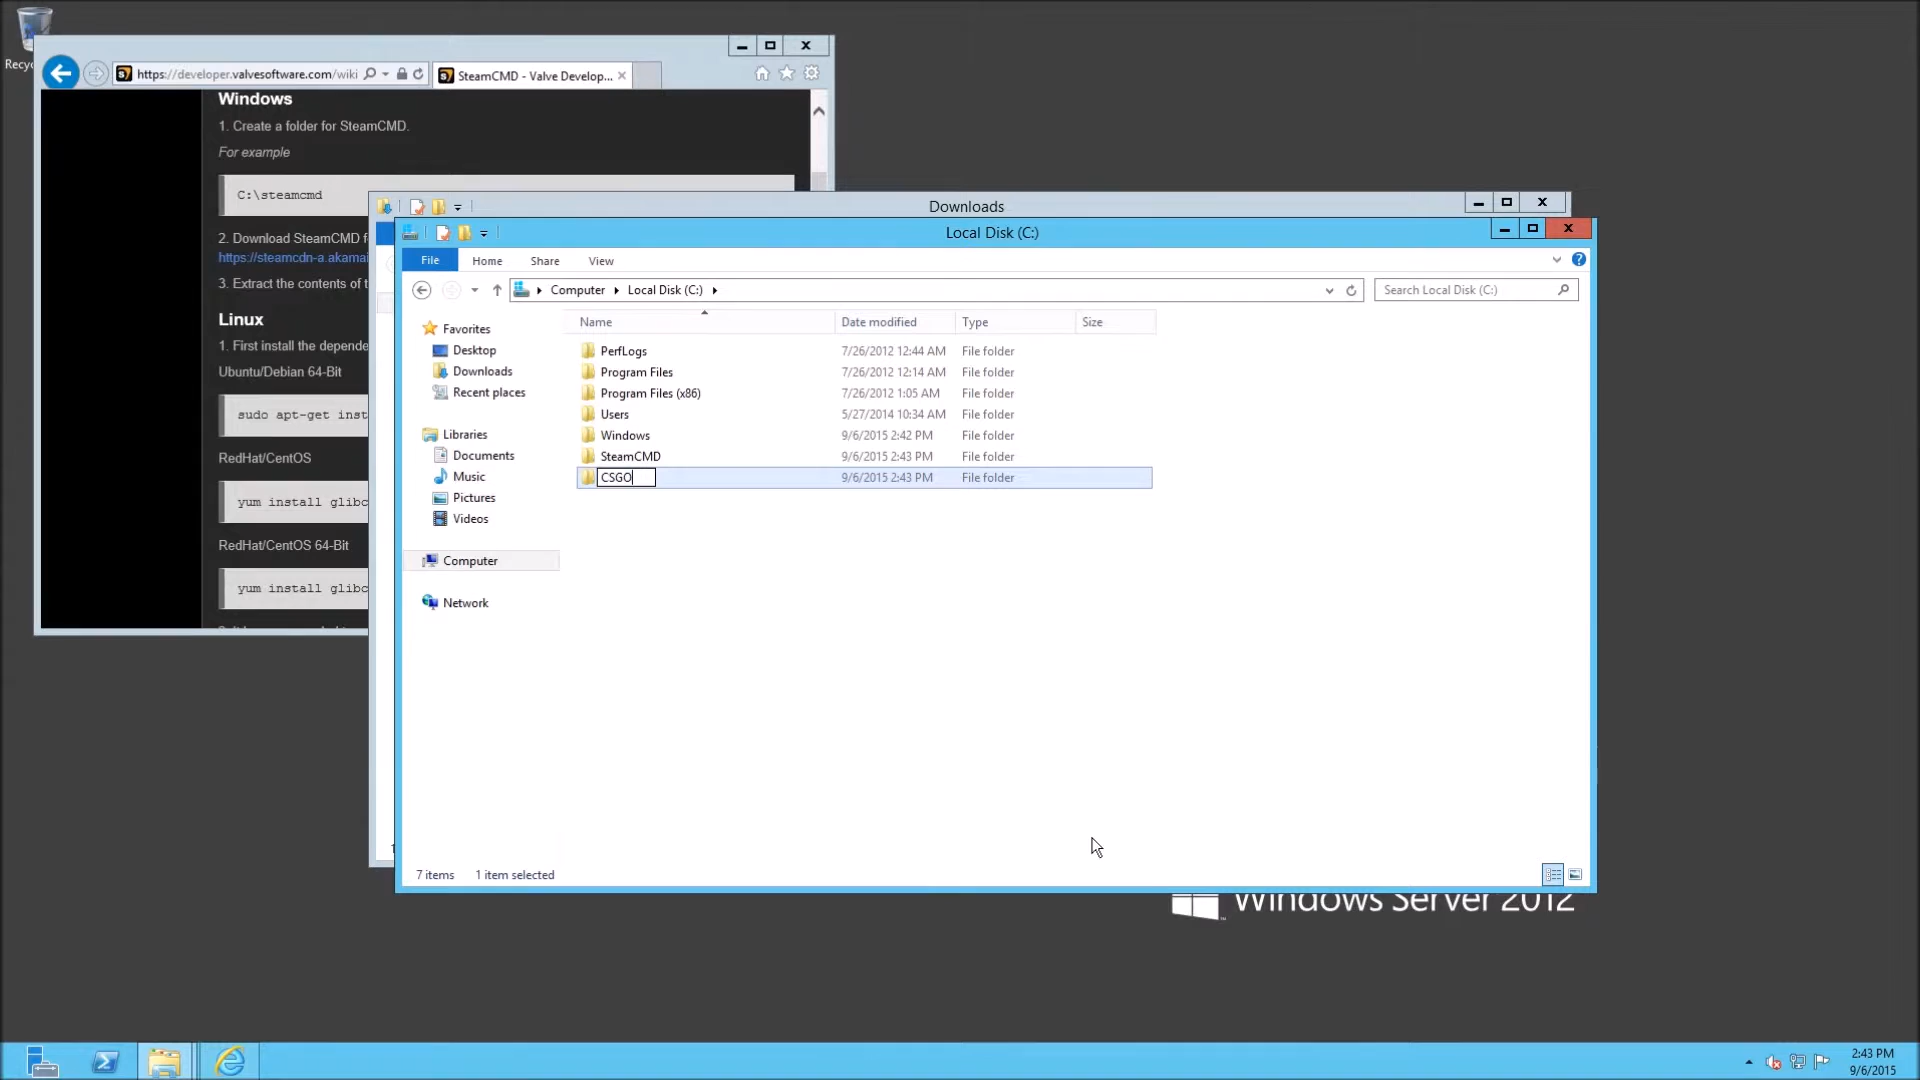 Recyc
https://developer.valvesoftware.com/wiki
SteamCMD - Valve Develop...
Windows
1. Create a folder for SteamCMD.
For example
C:\steamcmd
2. Download SteamCMD f
https://steamcdn-a.akamai
3. Extract the contents of t
Linux
1. First install the depende
Ubuntu/Debian 64-Bit
sudo apt-get inst
RedHat/CentOS
yum install glibc
RedHat/CentOS 64-Bit
yum install glibc
Downloads
Local Disk (C:)
File Home Share View
Computer Local Disk (C:)
Search Local Disk (C:)
Favorites
Desktop
Downloads
Recent places
Libraries
Documents
Music
Pictures
Videos
Computer
Network
Name Date modified Type Size
PerfLogs 7/26/2012 12:44 AM File folder
Program Files 7/26/2012 12:14 AM File folder
Program Files (x86) 7/26/2012 1:05 AM File folder
Users 5/27/2014 10:34 AM File folder
Windows 9/6/2015 2:42 PM File folder
SteamCMD 9/6/2015 2:43 PM File folder
CSGO 9/6/2015 2:43 PM File folder
7 items 1 item selected
Windows Server 2012
2:43 PM
9/6/2015